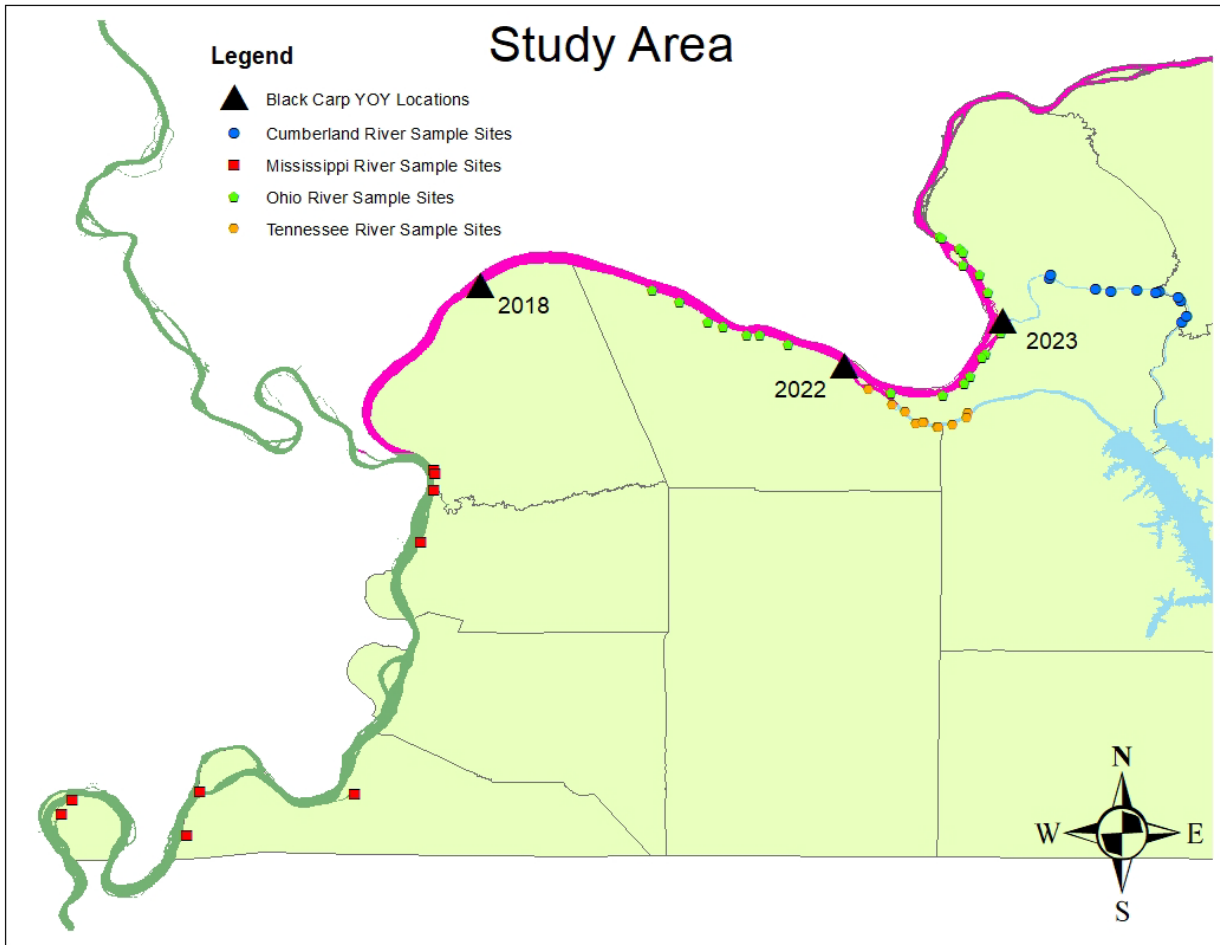 Study Area
Legend
Black Carp YOY Locations
Cumberland River Sample Sites
Mississippi River Sample Sites
Ohio River Sample Sites
Tennessee River Sample Sites
2018
2023
2022
N
W E
S